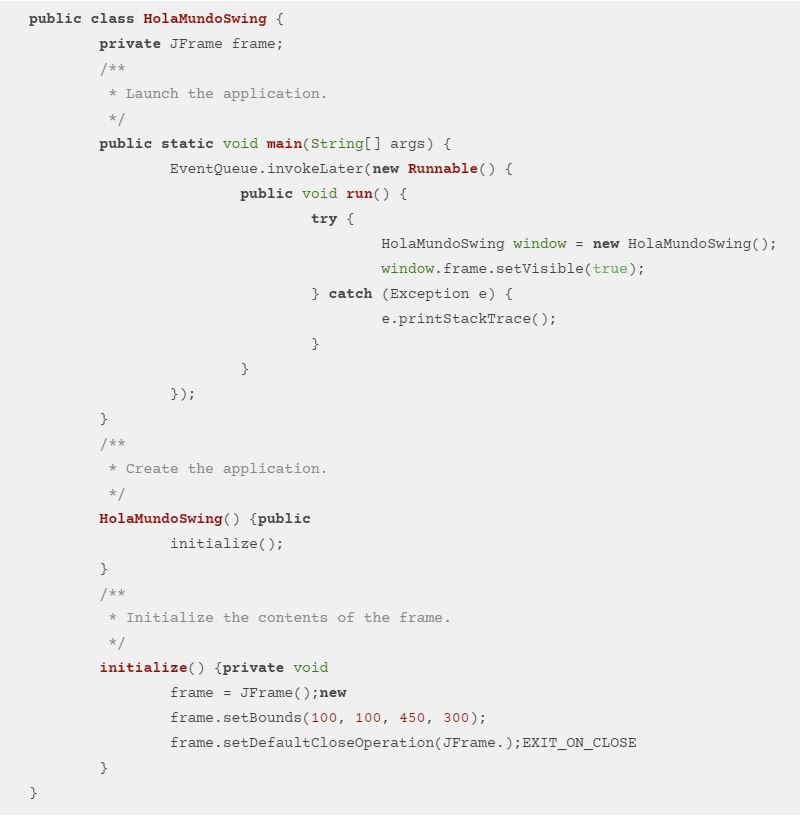 public class HolaMundoSwing {
private JFrame frame;
/**
* Launch the application.
*/
public static void main(String[] args) {
EventQueue.invokeLater(new Runnable() {
public void run() {
try {
HolaMundoSwing window = new HolaMundoSwing();
window.frame.setVisible(true);
} catch (Exception e) {
e.printStackTrace();
}
}
});
}
/**
* Create the application.
*/
HolaMundoSwing() {public
initialize();
}
/**
* Initialize the contents of the frame.
*/
initialize() {private void
frame = JFrame();new
frame.setBounds(100, 100, 450, 300);
frame.setDefaultCloseOperation(JFrame.);EXIT_ON_CLOSE
}
}